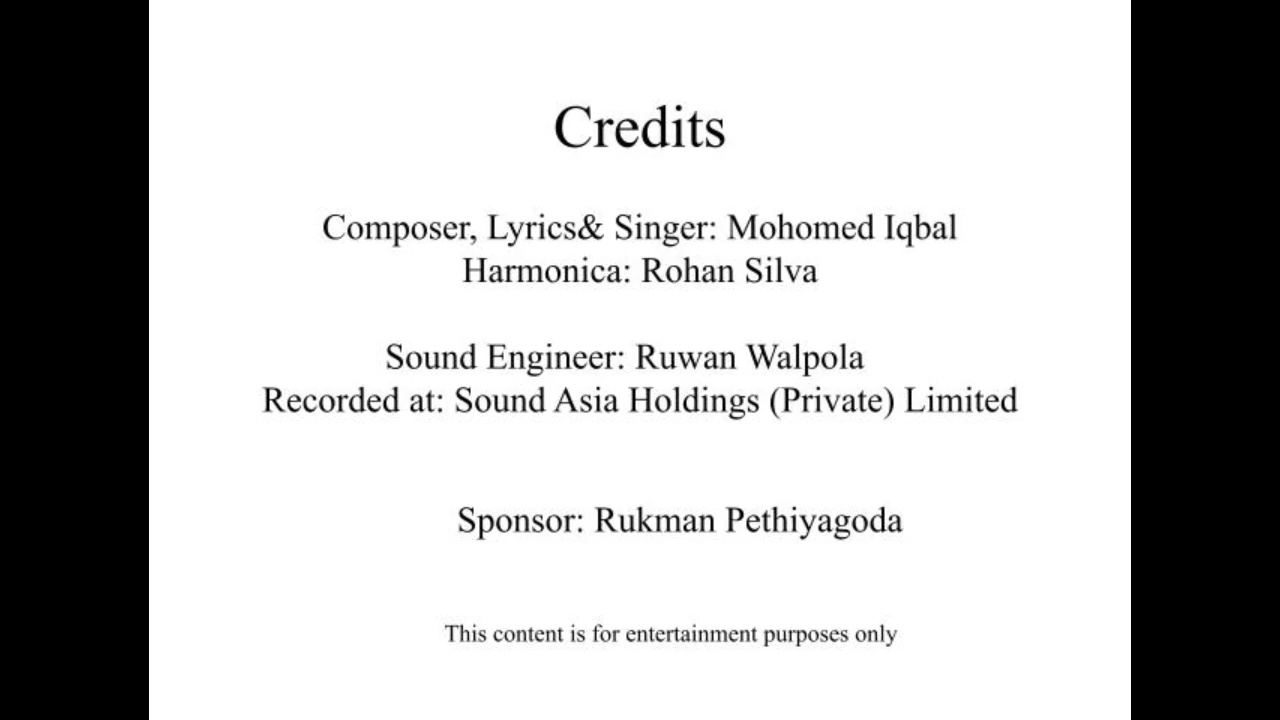 Credits
Composer, Lyrics& Singer: Mohomed Iqbal
Harmonica: Rohan Silva
Sound Engineer: Ruwan Walpola
Recorded at: Sound Asia Holdings (Private) Limited
Sponsor: Rukman Pethiyagoda
This content is for entertainment purposes only